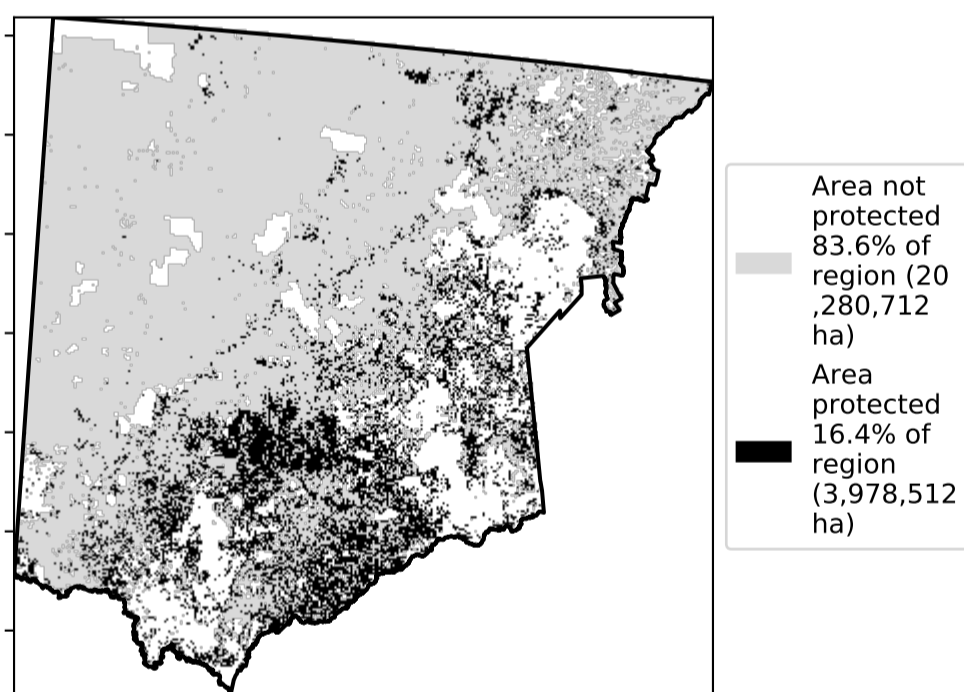 Area not
protected
83.6% of
region (20
,280,712
ha)
Area
protected
16.4% of
region
(3,978,512
ha)